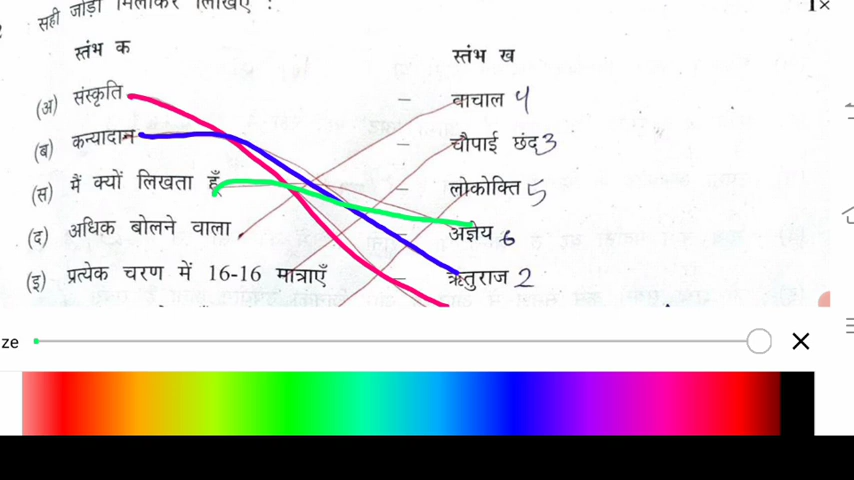 सही जोड़ी मिलाकर लिखिए :
1×
स्तंभ क
स्तंभ ख
(अ) संस्कृति – वाचाल 4
(ब) कन्यादान – चौपाई छंद 3
(स) मैं क्यों लिखता हूँ – लोकोक्ति 5
(द) अधिक बोलने वाला – अज्ञेय 6
(इ) प्रत्येक चरण में 16-16 मात्राएँ – ऋतुराज 2
ze